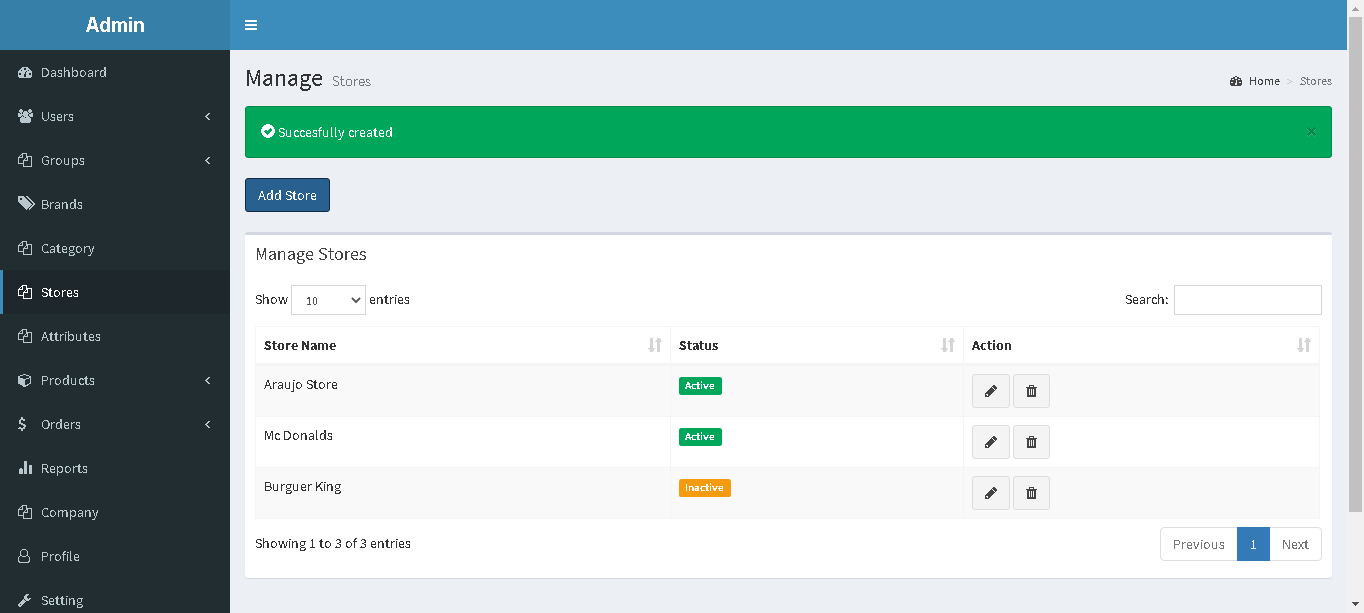 Admin
Dashboard
Users
Groups
Brands
Category
Stores
Attributes
Products
Orders
Reports
Company
Profile
Setting
Manage Stores
Home > Stores
Succesfully created ×
Add Store
Manage Stores
Show 10 entries
Search:
Store Name Status Action
Araujo Store Active
Mc Donalds Active
Burguer King Inactive
Showing 1 to 3 of 3 entries
Previous 1 Next